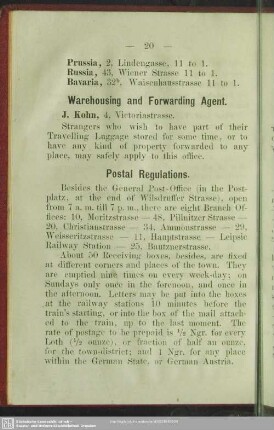 — 20 —
Prussia, 2, Lindengasse, 11 to 1.
Russia, 43, Wiener Strasse 11 to 1.
Bavaria, 32b, Waisenhausstrasse 11 to 1.
Warehousing and Forwarding Agent.
J. Kohn, 4, Victoriastrasse.
Strangers who wish to have part of their
Travelling Luggage stored for some time, or to
have any kind of property forwarded to any
place, may safely apply to this office.
Postal Regulations.
Besides the General Post-Office (in the Post-
platz, at the end of Wilsdruffer Strasse), open
from 7 a. m. till 7 p. m., there are eight Branch Of-
fices: 10, Moritzstrasse — 48, Pillnitzer Strasse —
20, Christianstrasse — 34, Ammonstrasse — 29,
Weisseritzstrasse — 11, Hauptstrasse — Leipsic
Railway Station — 25, Bautznerstrasse.
About 50 Receiving boxes, besides, are fixed
at different corners and places of the town. They
are emptied nine times on every week-day; on
Sundays only once in the forenoon, and once in
the afternoon. Letters may be put into the boxes
at the railway stations 10 minutes before the
train's starting, or into the box of the mail attach-
ed to the train, up to the last moment. The
rate of postage to be prepaid is ½ Ngr. for every
Loth (½ ounce), or fraction of half an ounze,
for the town-district; and 1 Ngr. for any place
within the German State, or German Austria.